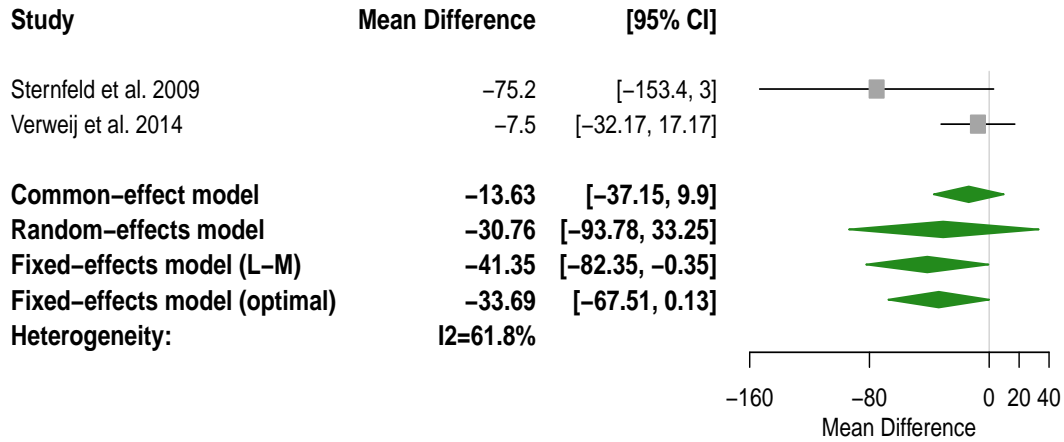 Study Mean Difference [95% CI]
Sternfeld et al. 2009 −75.2 [−153.4, 3]
Verweij et al. 2014 −7.5 [−32.17, 17.17]
Common−effect model −13.63 [−37.15, 9.9]
Random−effects model −30.76 [−93.78, 33.25]
Fixed−effects model (L−M) −41.35 [−82.35, −0.35]
Fixed−effects model (optimal) −33.69 [−67.51, 0.13]
Heterogeneity: I2=61.8%
−160 −80 0 20 40
Mean Difference